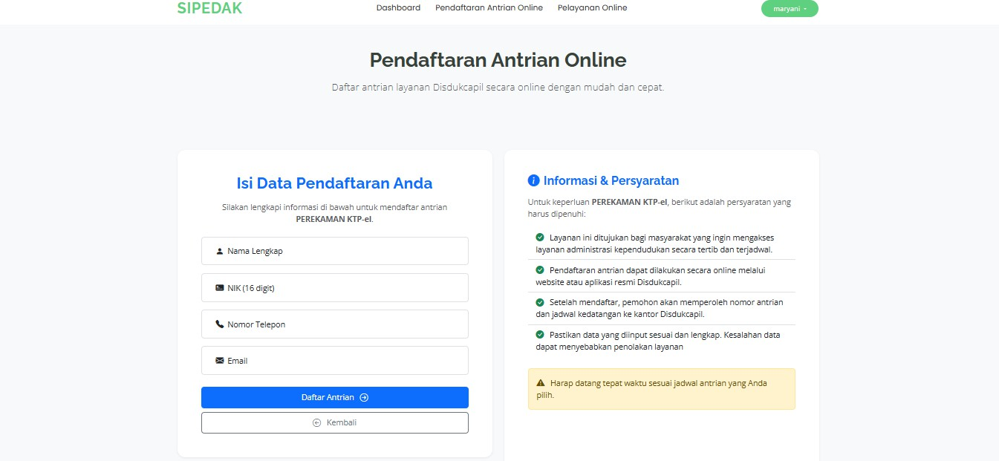 SIPEDAK
Dashboard
Pendaftaran Antrian Online
Pelayanan Online
maryani
Pendaftaran Antrian Online
Daftar antrian layanan Disdukcapil secara online dengan mudah dan cepat.
Isi Data Pendaftaran Anda
Silakan lengkapi informasi di bawah untuk mendaftar antrian
PEREKAMAN KTP-el.
Nama Lengkap
NIK (16 digit)
Nomor Telepon
Email
Daftar Antrian
Kembali
Informasi & Persyaratan
Untuk keperluan PEREKAMAN KTP-el, berikut adalah persyaratan yang
harus dipenuhi:
Layanan ini ditujukan bagi masyarakat yang ingin mengakses
layanan administrasi kependudukan secara tertib dan terjadwal.
Pendaftaran antrian dapat dilakukan secara online melalui
website atau aplikasi resmi Disdukcapil.
Setelah mendaftar, pemohon akan memperoleh nomor antrian
dan jadwal kedatangan ke kantor Disdukcapil.
Pastikan data yang diinput sesuai dan lengkap. Kesalahan data
dapat menyebabkan penolakan layanan
Harap datang tepat waktu sesuai jadwal antrian yang Anda
pilih.